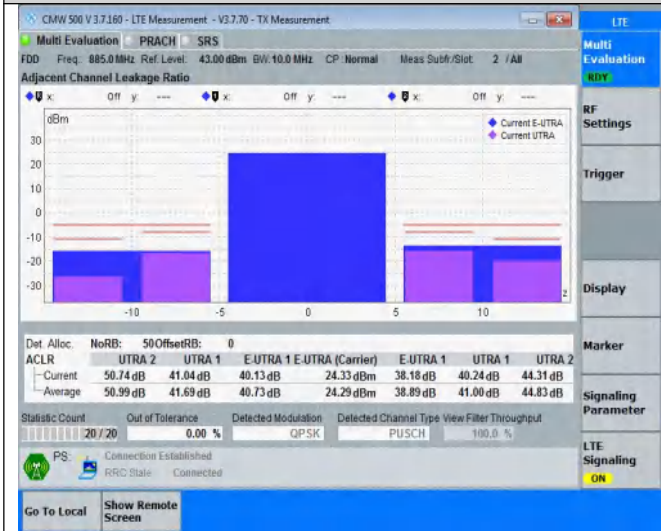 CMW 500 V 3.7.160 - LTE Measurement - V3.7.70 - TX Measurement
LTE
Multi Evaluation PRACH SRS
Multi Evaluation
RDY
FDD Freq.: 885.0 MHz Ref. Level: 43.00 dBm BW: 10.0 MHz CP: Normal Meas Subfr./Slot: 2 / All
Adjacent Channel Leakage Ratio
x: Off y: --- x: Off y: --- x: Off y: ---
RF Settings
dBm
Current E-UTRA
Current UTRA
30
20
Trigger
10
0
-10
-20
-30
Display
z
-10 -5 0 5 10
Det. Alloc. NoRB: 50 OffsetRB: 0
Marker
ACLR UTRA 2 UTRA 1 E-UTRA 1 E-UTRA (Carrier) E-UTRA 1 UTRA 1 UTRA 2
Current 50.74 dB 41.04 dB 40.13 dB 24.33 dBm 38.18 dB 40.24 dB 44.31 dB
Average 50.99 dB 41.69 dB 40.73 dB 24.29 dBm 38.89 dB 41.00 dB 44.83 dB
Signaling Parameter
Statistic Count Out of Tolerance Detected Modulation Detected Channel Type View Filter Throughput
20 / 20 0.00 % QPSK PUSCH 100.0 %
PS: Connection Established
RRC State Connected
LTE Signaling
ON
Go To Local Show Remote Screen